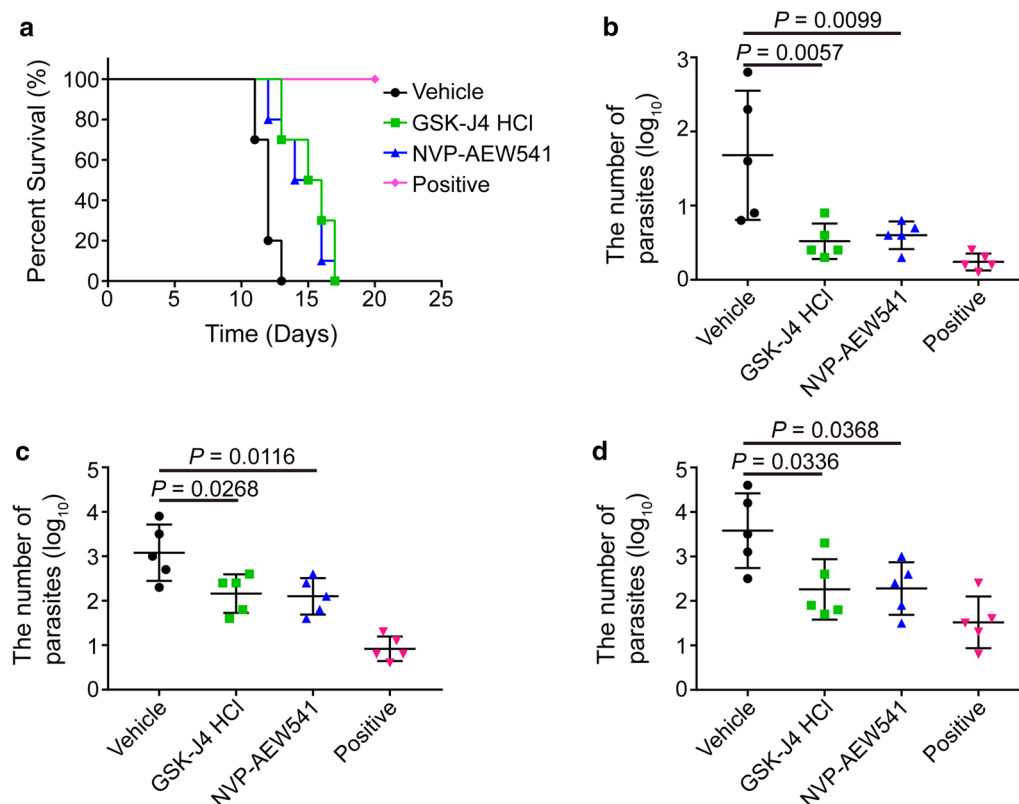 a
Percent Survival (%)
100
80
60
40
20
0
0 5 10 15 20 25
Time (Days)
Vehicle
GSK-J4 HCl
NVP-AEW541
Positive
b
P = 0.0099
P = 0.0057
The number of
parasites (log10)
3
2
1
0
Vehicle
GSK-J4 HCl
NVP-AEW541
Positive
c
P = 0.0116
P = 0.0268
The number of
parasites (log10)
5
4
3
2
1
0
Vehicle
GSK-J4 HCl
NVP-AEW541
Positive
d
P = 0.0368
P = 0.0336
The number of
parasites (log10)
5
4
3
2
1
0
Vehicle
GSK-J4 HCl
NVP-AEW541
Positive